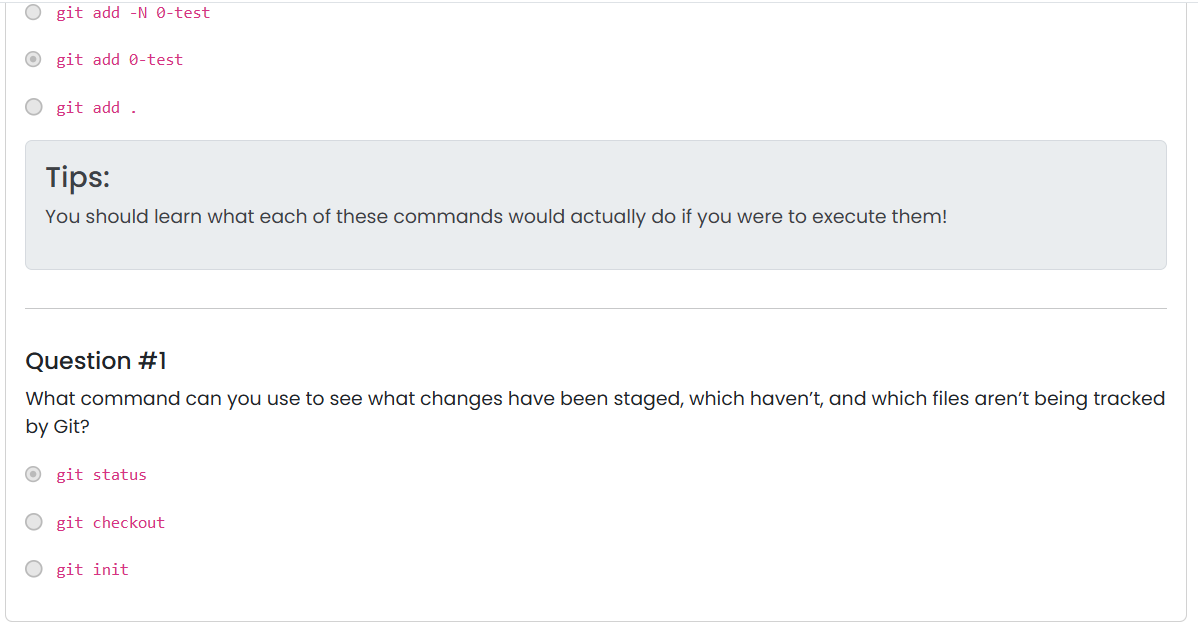 git add -N 0-test
git add 0-test
git add .
Tips:
You should learn what each of these commands would actually do if you were to execute them!
Question #1
What command can you use to see what changes have been staged, which haven’t, and which files aren’t being tracked
by Git?
git status
git checkout
git init